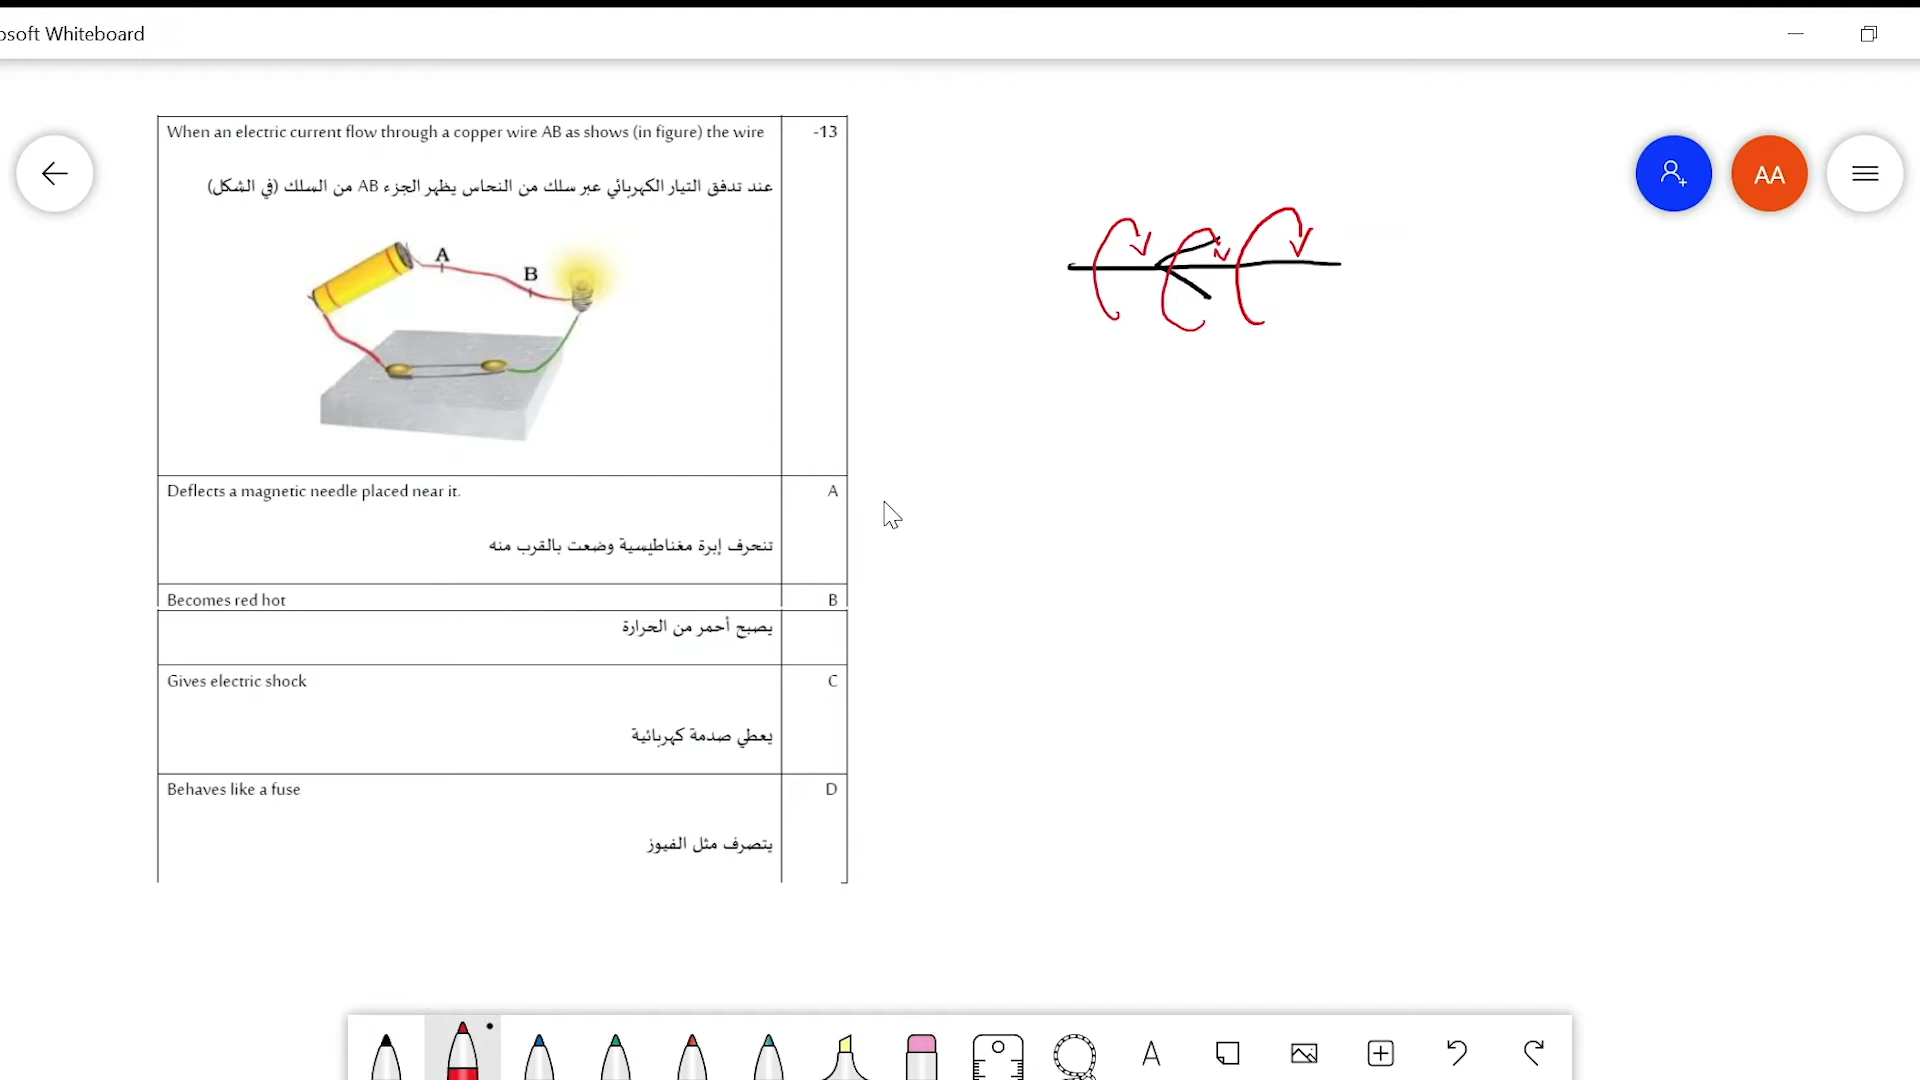 osoft Whiteboard
When an electric current flow through a copper wire AB as shows (in figure) the wire -13
عند تدفق التيار الكهربائي عبر سلك من النحاس يظهر الجزء AB من السلك (في الشكل)
A
B
AA
Deflects a magnetic needle placed near it. A
تنحرف إبرة مغناطيسية وضعت بالقرب منه
Becomes red hot B
يصبح أحمر من الحرارة
Gives electric shock C
يعطي صدمة كهربائية
Behaves like a fuse D
يتصرف مثل الفيوز
A